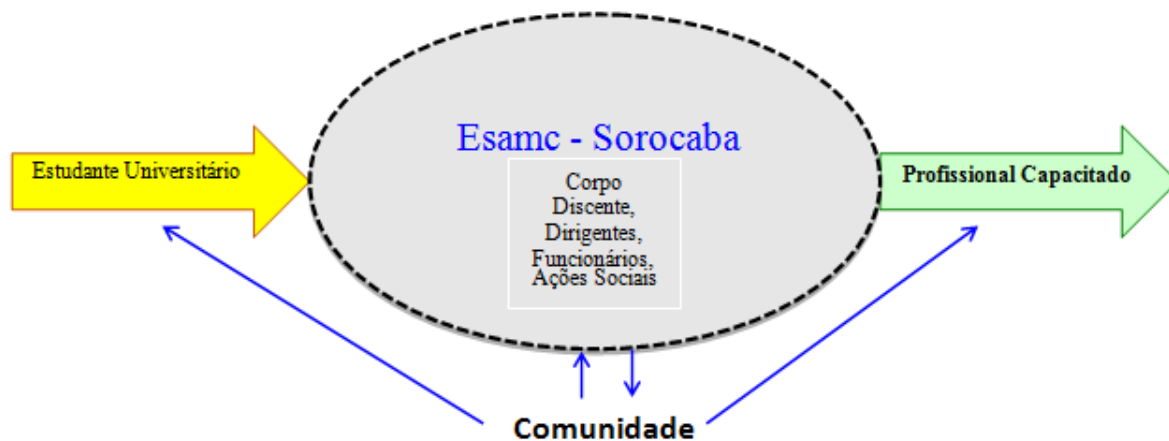 Esamc - Sorocaba
Estudante Universitário
Corpo
Discente,
Dirigentes,
Funcionários,
Ações Sociais
Profissional Capacitado
Comunidade